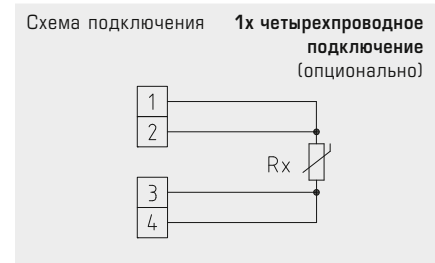 Схема подключения 1х четырехпроводное
подключение
(опционально)
1
2
Rx
3
4